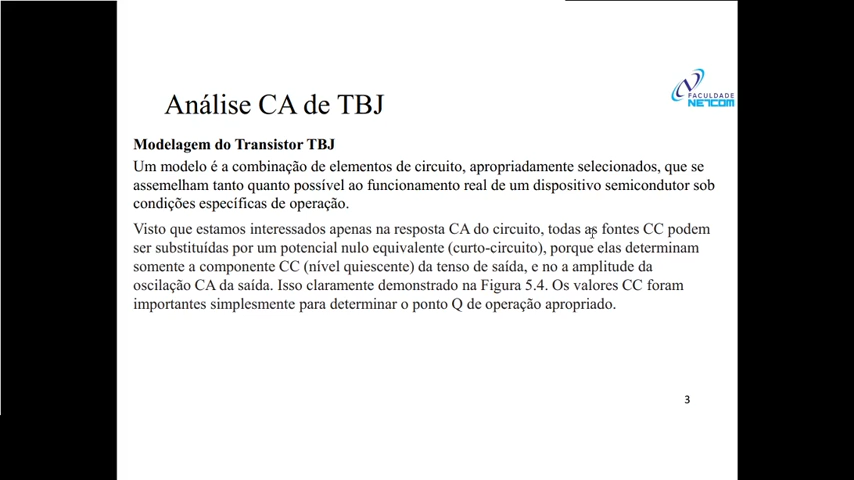 FACULDADE
NETCOM
Análise CA de TBJ
Modelagem do Transistor TBJ
Um modelo é a combinação de elementos de circuito, apropriadamente selecionados, que se
assemelham tanto quanto possível ao funcionamento real de um dispositivo semicondutor sob
condições específicas de operação.
Visto que estamos interessados apenas na resposta CA do circuito, todas as fontes CC podem
ser substituídas por um potencial nulo equivalente (curto-circuito), porque elas determinam
somente a componente CC (nível quiescente) da tenso de saída, e no a amplitude da
oscilação CA da saída. Isso claramente demonstrado na Figura 5.4. Os valores CC foram
importantes simplesmente para determinar o ponto Q de operação apropriado.
3